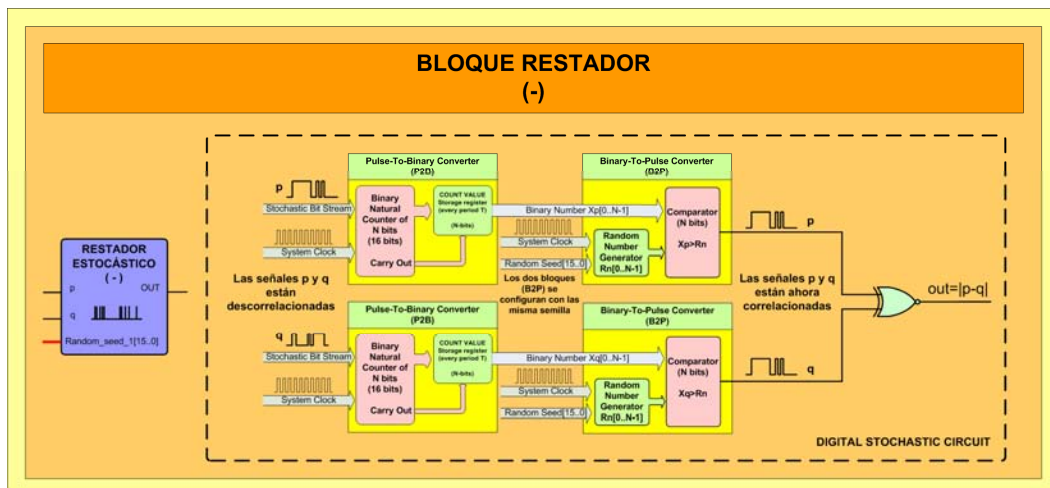 BLOQUE RESTADOR
(-)
RESTADOR
ESTOCÁSTICO
(-)
p
OUT
q
Random_seed_1[15..0]
Pulse-To-Binary Converter
(P2B)
p
Stochastic Bit Stream
System Clock
Binary
Natural
Counter of
N bits
(16 bits)
Carry Out
COUNT VALUE
Storage register
(every period T)
(N-bits)
Binary Number Xp[0..N-1]
System Clock
Random Seed[15..0]
Binary-To-Pulse Converter
(B2P)
Random
Number
Generator
Rn[0..N-1]
Comparator
(N bits)
Xp>Rn
p
Las señales p y q
están
descorrelacionadas
Los dos bloques
(B2P) se
configuran con las
misma semilla
Las señales p y q
están ahora
correlacionadas
out=|p-q|
Pulse-To-Binary Converter
(P2B)
q
Stochastic Bit Stream
System Clock
Binary
Natural
Counter of
N bits
(16 bits)
Carry Out
COUNT VALUE
Storage register
(every period T)
(N-bits)
Binary Number Xq[0..N-1]
System Clock
Random Seed[15..0]
Binary-To-Pulse Converter
(B2P)
Random
Number
Generator
Rn[0..N-1]
Comparator
(N bits)
Xq>Rn
q
DIGITAL STOCHASTIC CIRCUIT